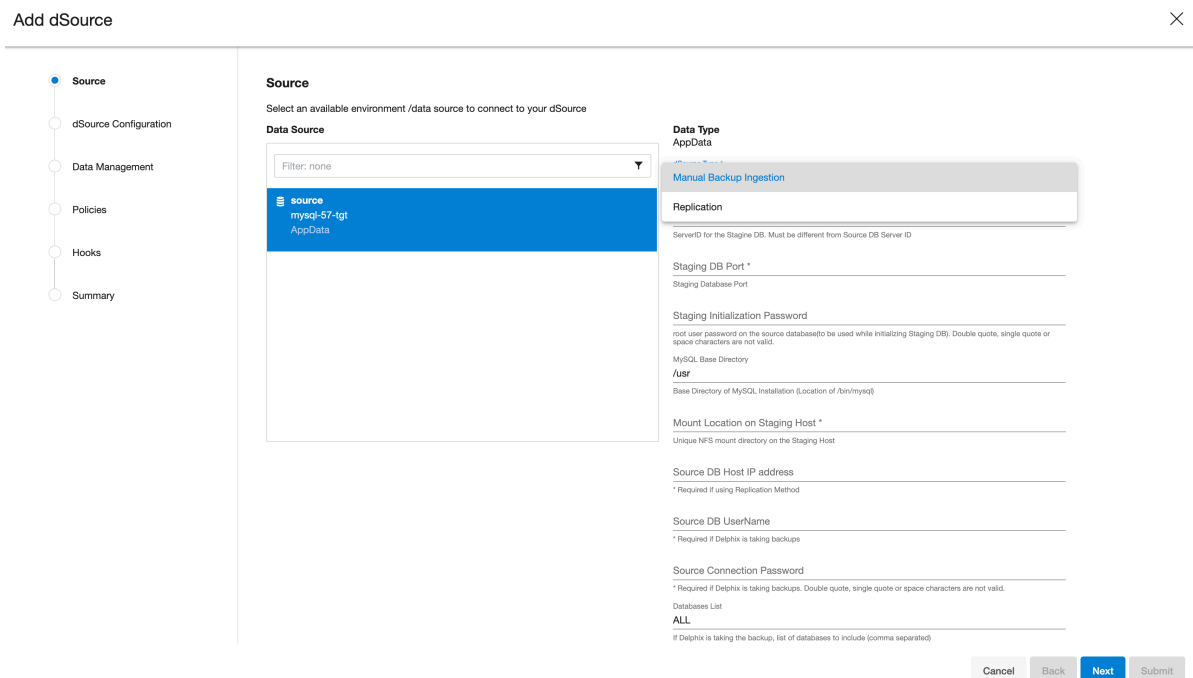 Add dSource
Source
dSource Configuration
Data Management
Policies
Hooks
Summary
Source
Select an available environment /data source to connect to your dSource
Data Source
Filter: none
source
mysql-57-tgt
AppData
Data Type
AppData
Manual Backup Ingestion
Replication
ServerID for the Stagine DB. Must be different from Source DB Server ID
Staging DB Port *
Staging Database Port
Staging Initialization Password
root user password on the source database(to be used while initializing Staging DB). Double quote, single quote or
space characters are not valid.
MySQL Base Directory
/usr
Base Directory of MySQL Installation (Location of /bin/mysql)
Mount Location on Staging Host *
Unique NFS mount directory on the Staging Host
Source DB Host IP address
* Required if using Replication Method
Source DB UserName
* Required if Delphix is taking backups
Source Connection Password
* Required if Delphix is taking backups. Double quote, single quote or space characters are not valid.
Databases List
ALL
If Delphix is taking the backup, list of databases to include (comma separated)
Cancel
Back
Next
Submit